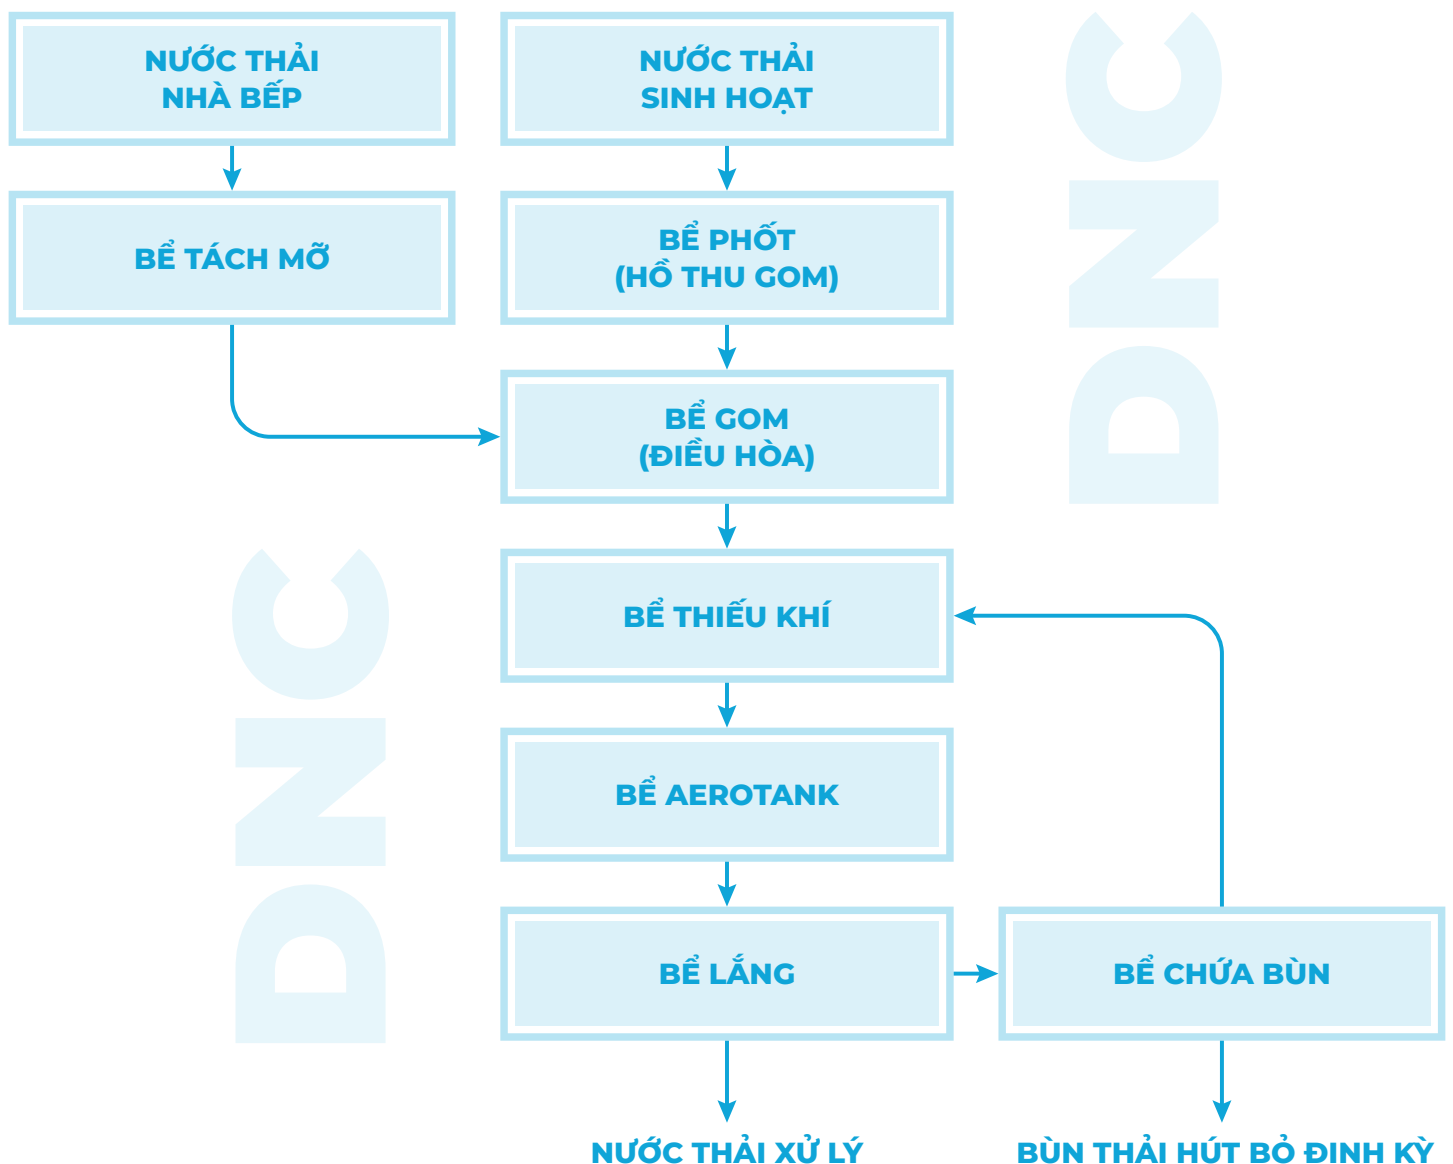 NƯỚC THẢI
NHÀ BẾP
NƯỚC THẢI
SINH HOẠT
BỂ TÁCH MỠ
BỂ PHỐT
(HỒ THU GOM)
BỂ GOM
(ĐIỀU HÒA)
BỂ THIẾU KHÍ
BỂ AEROTANK
BỂ LẮNG
BỂ CHỨA BÙN
NƯỚC THẢI XỬ LÝ
BÙN THẢI HÚT BỎ ĐINH KỲ
DNC
DNC